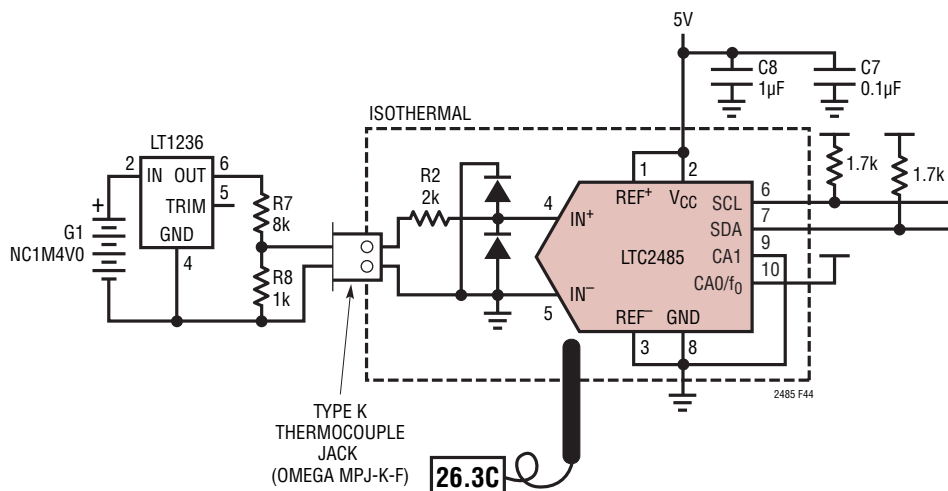 5V
C8
1µF
C7
0.1µF
ISOTHERMAL
LT1236
2
IN
OUT
6
5
TRIM
GND
4
+
G1
NC1M4V0
R7
8k
R8
1k
R2
2k
4
IN+
IN–
5
1
2
REF+
VCC
LTC2485
REF–
GND
3
8
SCL
6
SDA
7
CA1
9
CA0/f0
10
1.7k
1.7k
2485 F44
TYPE K
THERMOCOUPLE
JACK
(OMEGA MPJ-K-F)
26.3C